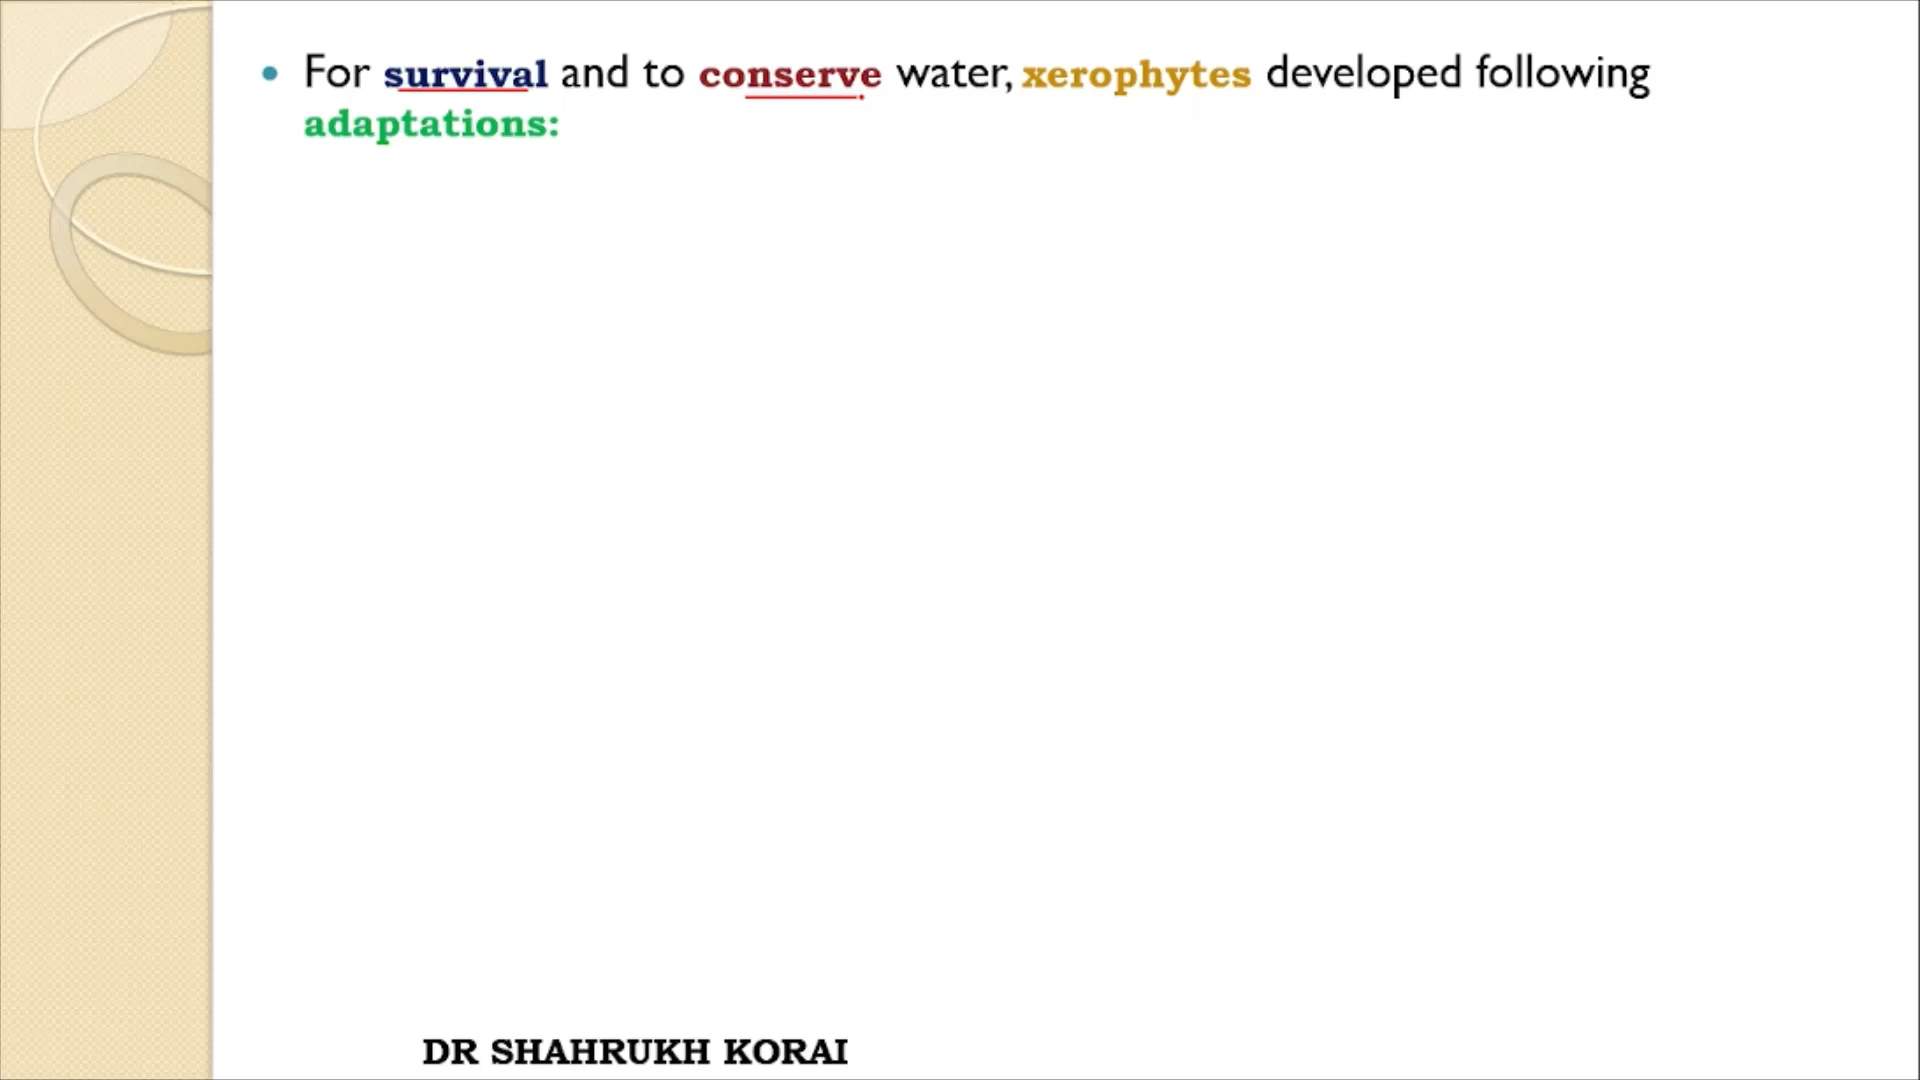 For survival and to conserve water, xerophytes developed following
adaptations:
DR SHAHRUKH KORAI